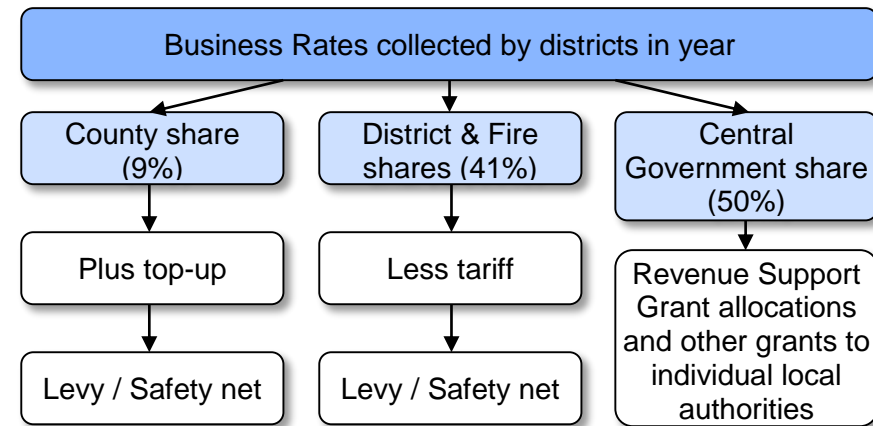 Business Rates collected by districts in year
County share
(9%)
District & Fire
shares (41%)
Central
Government share
(50%)
Plus top-up
Less tariff
Revenue Support
Grant allocations
and other grants to
individual local
authorities
Levy / Safety net
Levy / Safety net